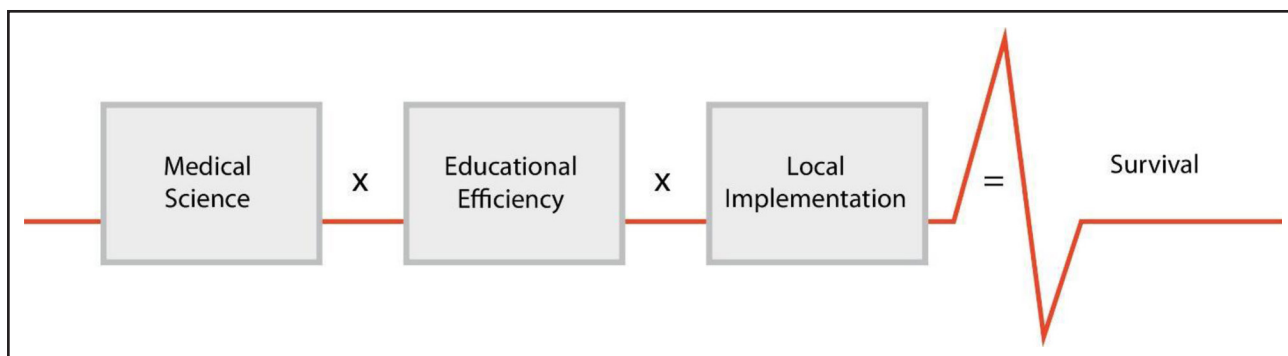 Medical
Science
x
Educational
Efficiency
x
Local
Implementation
=
Survival